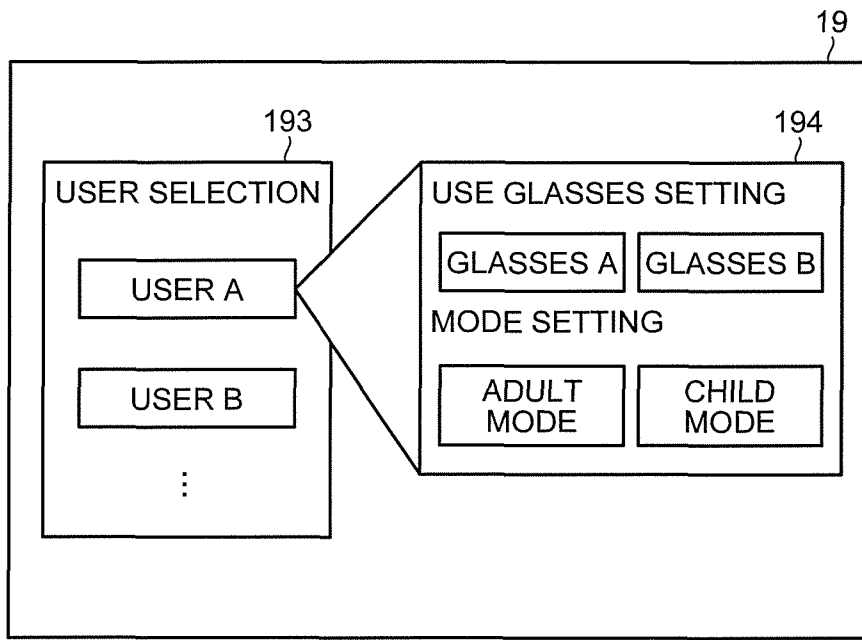 19
193
194
USER SELECTION
USER A
USER B
⋮
USE GLASSES SETTING
GLASSES A
GLASSES B
MODE SETTING
ADULT
MODE
CHILD
MODE